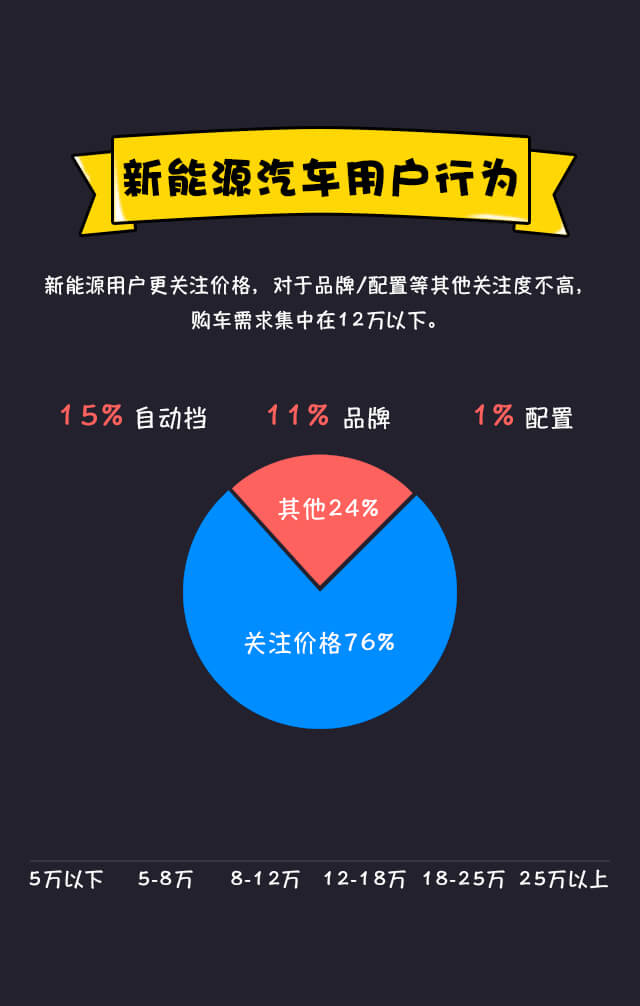 新能源汽车用户行为
新能源用户更关注价格，对于品牌/配置等其他关注度不高，
购车需求集中在12万以下。
15% 自动挡 11% 品牌 1% 配置
其他24%
关注价格76%
5万以下 5-8万 8-12万 12-18万 18-25万 25万以上